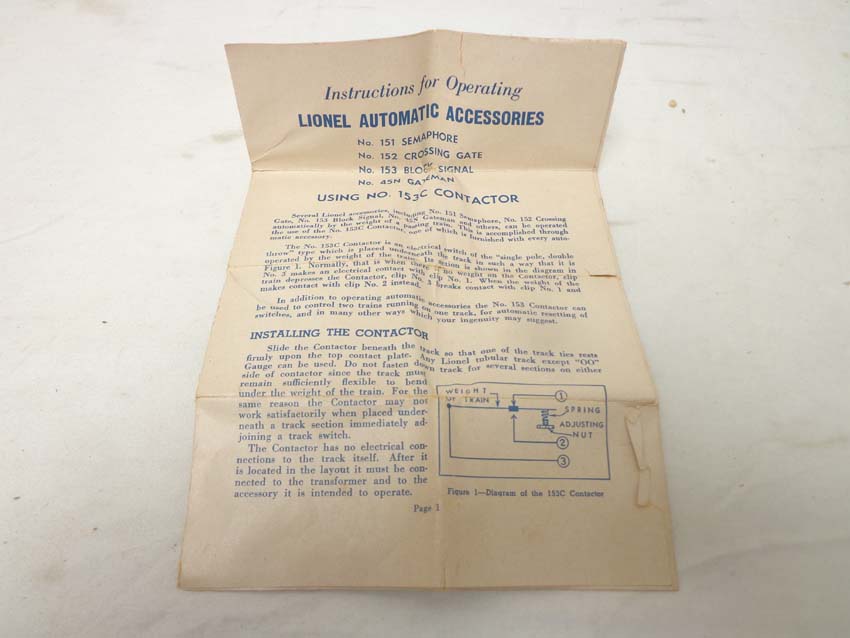 Instructions for Operating
LIONEL AUTOMATIC ACCESSORIES
No. 151 SEMAPHORE
No. 152 CROSSING GATE
No. 153 BLOCK SIGNAL
No. 45N GATEMAN
USING NO. 153C CONTACTOR
Several Lionel accessories, including No. 151 Semaphore, No. 152 Crossing
Gate, No. 153 Block Signal, No. 45N Gateman and others, can be operated
automatically by the weight of a passing train. This is accomplished through
the use of the No. 153C Contactor, one of which is furnished with every auto-
matic accessory.
The No. 153C Contactor is an electrical switch of the "single pole, double
throw" type which is placed underneath the track in such a way that it is
operated by the weight of the train. Its action is shown in the diagram in
Figure 1. Normally, that is when there is no weight on the Contactor, clip
No. 3 makes an electrical contact with clip No. 1. When the weight of the
train depresses the Contactor, clip No. 3 breaks contact with clip No. 1 and
makes contact with clip No. 2 instead.
In addition to operating automatic accessories the No. 153 Contactor can
be used to control two trains running on one track, for automatic resetting of
switches, and in many other ways which your ingenuity may suggest.
INSTALLING THE CONTACTOR
Slide the Contactor beneath the track so that one of the track ties rests
firmly upon the top contact plate. Any Lionel tubular track except "OO"
Gauge can be used. Do not fasten down track for several sections on either
side of contactor since the track must
remain sufficiently flexible to bend
under the weight of the train. For the
same reason the Contactor may not
work satisfactorily when placed under-
neath a track section immediately ad-
joining a track switch.
The Contactor has no electrical con-
nections to the track itself. After it
is located in the layout it must be con-
nected to the transformer and to the
accessory it is intended to operate.
WEIGHT
OF TRAIN
1
SPRING
ADJUSTING
NUT
2
3
Figure 1—Diagram of the 153C Contactor
Page 1